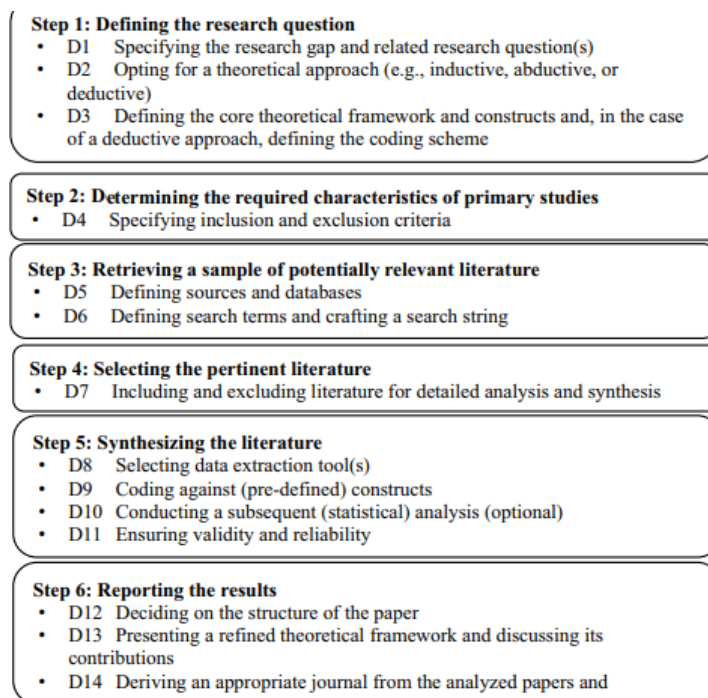 Step 1: Defining the research question
• D1 Specifying the research gap and related research question(s)
• D2 Opting for a theoretical approach (e.g., inductive, abductive, or
deductive)
• D3 Defining the core theoretical framework and constructs and, in the case
of a deductive approach, defining the coding scheme
Step 2: Determining the required characteristics of primary studies
• D4 Specifying inclusion and exclusion criteria
Step 3: Retrieving a sample of potentially relevant literature
• D5 Defining sources and databases
• D6 Defining search terms and crafting a search string
Step 4: Selecting the pertinent literature
• D7 Including and excluding literature for detailed analysis and synthesis
Step 5: Synthesizing the literature
• D8 Selecting data extraction tool(s)
• D9 Coding against (pre-defined) constructs
• D10 Conducting a subsequent (statistical) analysis (optional)
• D11 Ensuring validity and reliability
Step 6: Reporting the results
• D12 Deciding on the structure of the paper
• D13 Presenting a refined theoretical framework and discussing its
contributions
• D14 Deriving an appropriate journal from the analyzed papers and